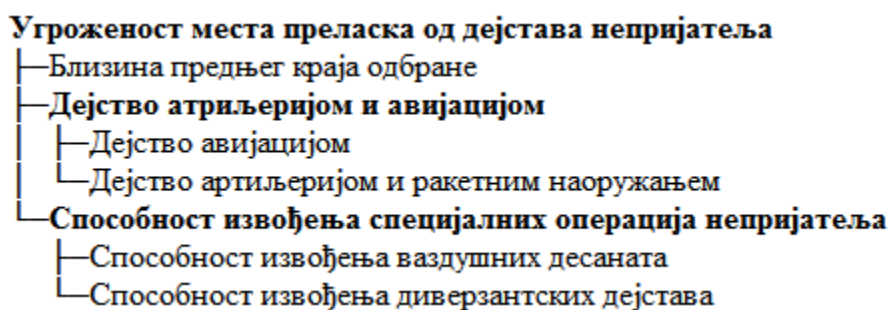 Угроженост места преласка од дејстава непријатеља
Близина предњег краја одбране
Дејство атриљеријом и авијацијом
Дејство авијацијом
Дејство артиљеријом и ракетним наоружањем
Способност извођења специјалних операција непријатеља
Способност извођења ваздушних десаната
Способност извођења диверзантских дејстава